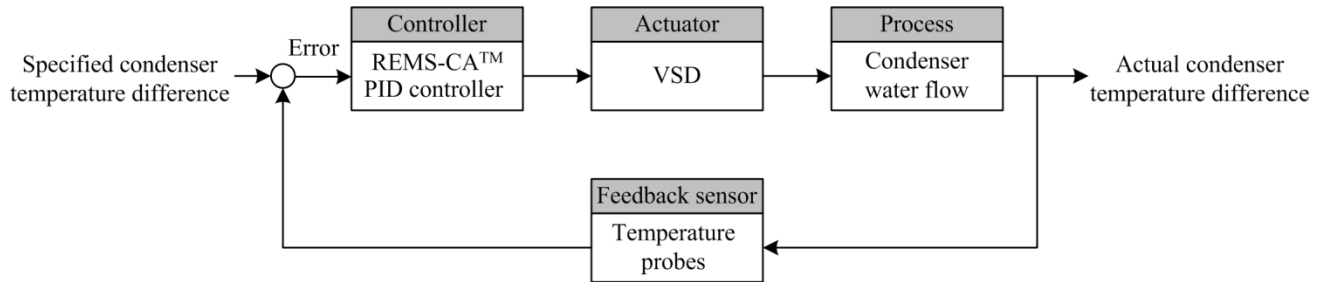 Controller
Actuator
Process
Error
Specified condenser
temperature difference
REMS-CA™
PID controller
VSD
Condenser
water flow
Actual condenser
temperature difference
Feedback sensor
Temperature
probes